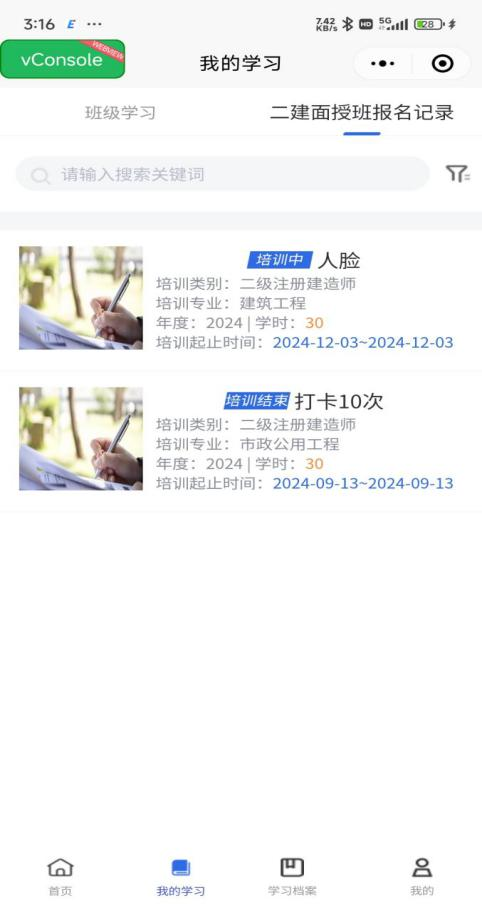 3:16 E ··· 7.42 KB/s HD 5G 28
vConsole WEBVIEW 我的学习
班级学习 二建面授班报名记录
请输入搜索关键词
培训中 人脸
培训类别：二级注册建造师
培训专业：建筑工程
年度：2024 | 学时：30
培训起止时间：2024-12-03~2024-12-03
培训结束 打卡10次
培训类别：二级注册建造师
培训专业：市政公用工程
年度：2024 | 学时：30
培训起止时间：2024-09-13~2024-09-13
首页 我的学习 学习档案 我的